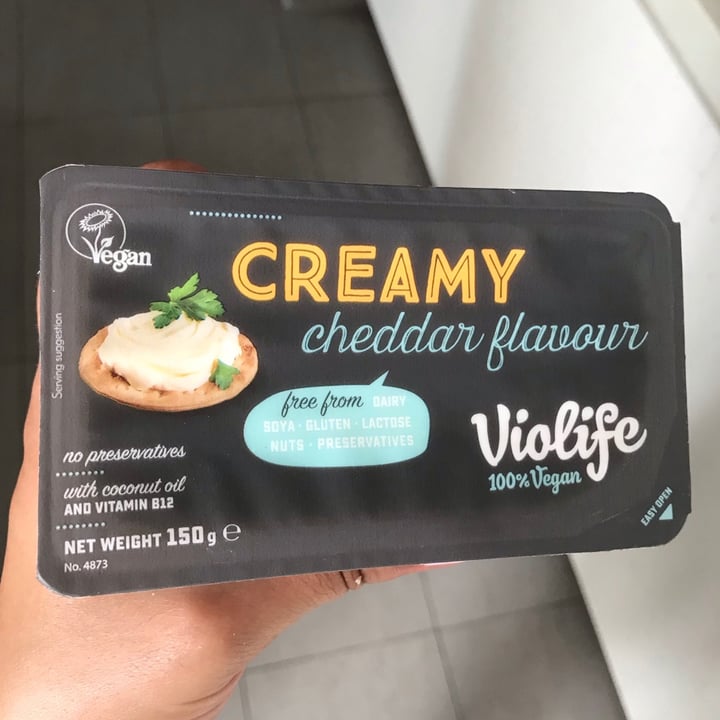 Vegan
CREAMY
cheddar flavour
Serving suggestion
free from DAIRY
SOYA · GLUTEN · LACTOSE
NUTS · PRESERVATIVES
Violife
100% Vegan
no preservatives
with coconut oil
AND VITAMIN B12
NET WEIGHT 150g e
No. 4873
EASY OPEN